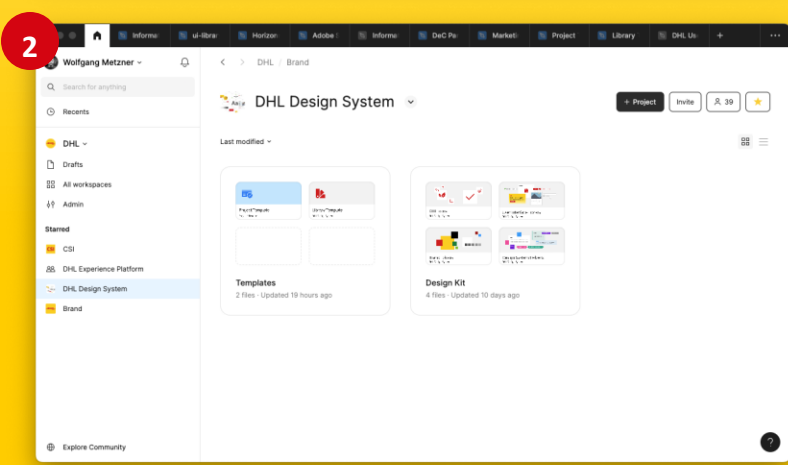 2
Informa
ui-librar
Horizon
Adobe
Informa
DeC Po
Marketi
Project
Library
DHL Us
Wolfgang Metzner
DHL / Brand
Search for anything
Recents
DHL Design System
+ Project
Invite
39
DHL
Last modified
Drafts
All workspaces
Admin
Starred
CSI
DHL Experience Platform
DHL Design System
Brand
Templates
2 files · Updated 19 hours ago
Design Kit
4 files · Updated 10 days ago
Explore Community
?